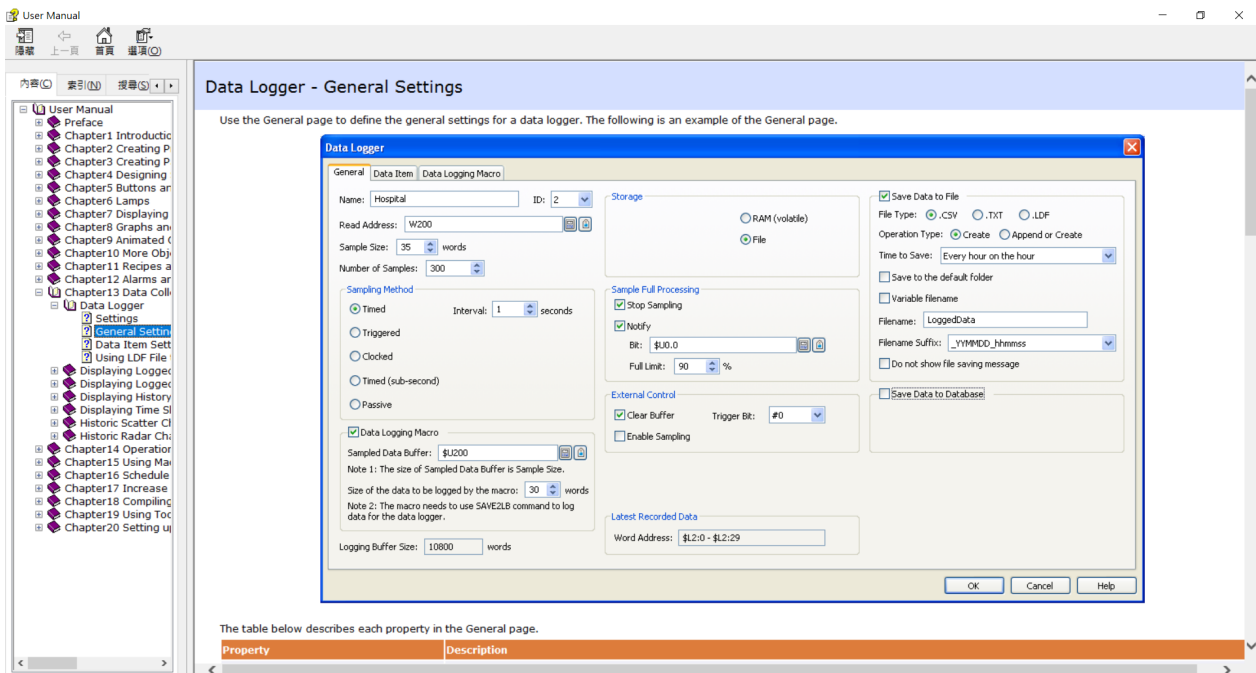 User Manual
隱藏 上一頁 首頁 選項(O)
內容(C) 索引(N) 搜尋(S)
User Manual
Preface
Chapter1 Introductic
Chapter2 Creating P
Chapter3 Creating P
Chapter4 Designing
Chapter5 Buttons an
Chapter6 Lamps
Chapter7 Displaying
Chapter8 Graphs an
Chapter9 Animated (
Chapter10 More Obj
Chapter11 Recipes a
Chapter12 Alarms ar
Chapter13 Data Coll
Data Logger
Settings
General Settin
Data Item Sett
Using LDF File
Displaying Logged
Displaying Logged
Displaying History
Displaying Time Sl
Historic Scatter Cl
Historic Radar Cha
Chapter14 Operation
Chapter15 Using Mac
Chapter16 Schedule
Chapter17 Increase
Chapter18 Compiling
Chapter19 Using Too
Chapter20 Setting up
Data Logger - General Settings
Use the General page to define the general settings for a data logger. The following is an example of the General page.
Data Logger
General Data Item Data Logging Macro
Name: Hospital ID: 2
Read Address: W200
Sample Size: 35 words
Number of Samples: 300
Sampling Method
Timed Interval: 1 seconds
Triggered
Clocked
Timed (sub-second)
Passive
Data Logging Macro
Sampled Data Buffer: $U200
Note 1: The size of Sampled Data Buffer is Sample Size.
Size of the data to be logged by the macro: 30 words
Note 2: The macro needs to use SAVE2LB command to log
data for the data logger.
Logging Buffer Size: 10800 words
Storage
RAM (volatile)
File
Sample Full Processing
Stop Sampling
Notify
Bit: $U0.0
Full Limit: 90 %
External Control
Clear Buffer Trigger Bit: #0
Enable Sampling
Latest Recorded Data
Word Address: $L2:0 - $L2:29
Save Data to File
File Type: .CSV .TXT .LDF
Operation Type: Create Append or Create
Time to Save: Every hour on the hour
Save to the default folder
Variable filename
Filename: LoggedData
Filename Suffix: _YYMMDD_hhmmss
Do not show file saving message
Save Data to Database
OK Cancel Help
The table below describes each property in the General page.
Property Description